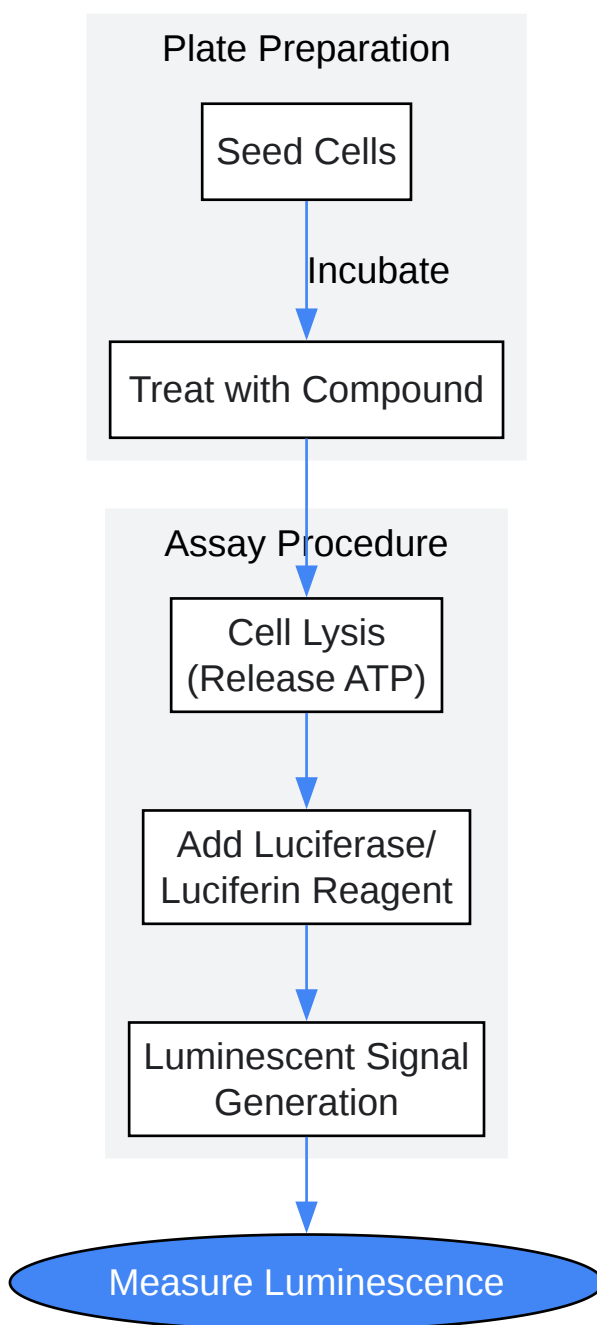 Plate Preparation
Seed Cells
Incubate
Treat with Compound
Assay Procedure
Cell Lysis
(Release ATP)
Add Luciferase/
Luciferin Reagent
Luminescent Signal
Generation
Measure Luminescence